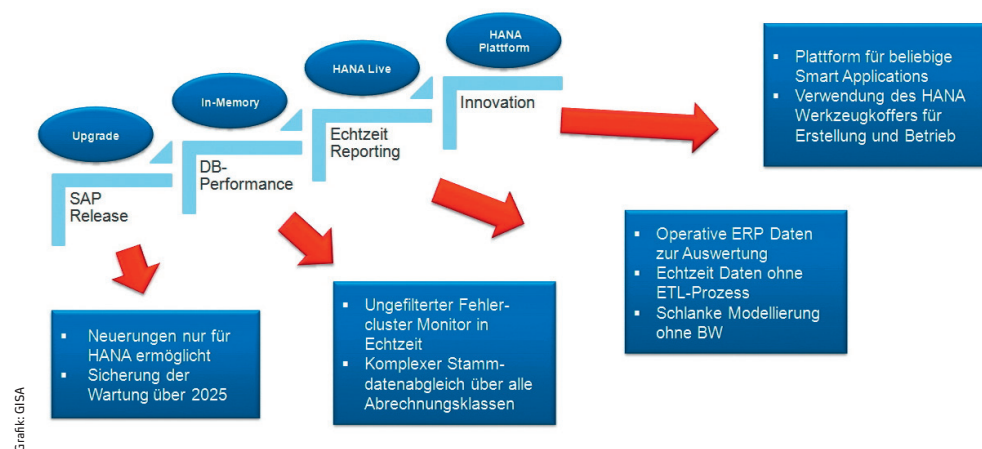 HANA
Plattform
HANA Live
In-Memory
Upgrade
Innovation
Echtzeit
Reporting
DB-
Performance
SAP
Release
▪ Plattform für beliebige
Smart Applications
▪ Verwendung des HANA
Werkzeugkoffers für
Erstellung und Betrieb
▪ Operative ERP Daten
zur Auswertung
▪ Echtzeit Daten ohne
ETL-Prozess
▪ Schlanke Modellierung
ohne BW
▪ Ungefilterter Fehler-
cluster Monitor in
Echtzeit
▪ Komplexer Stamm-
datenabgleich über alle
Abrechnungsklassen
▪ Neuerungen nur für
HANA ermöglicht
▪ Sicherung der
Wartung über 2025
Grafik: GISA